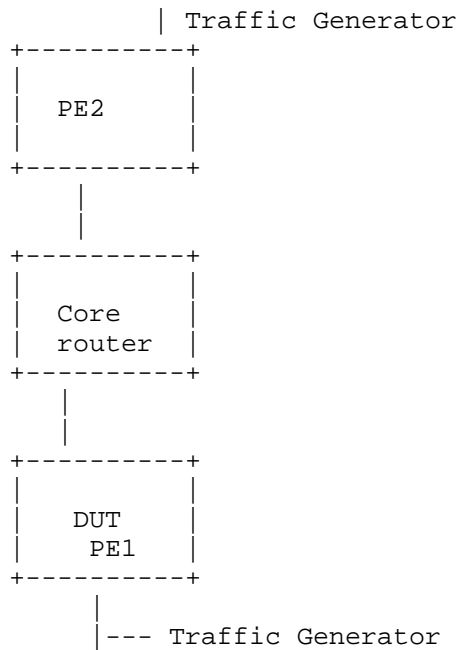 | Traffic Generator
+----------+
|          |
|   PE2    |
|          |
+----------+
|
|
+----------+
|          |
|   Core   |
|   router |
+----------+
|
|
+----------+
|          |
|   DUT    |
|    PE1   |
+----------+
|
|--- Traffic Generator